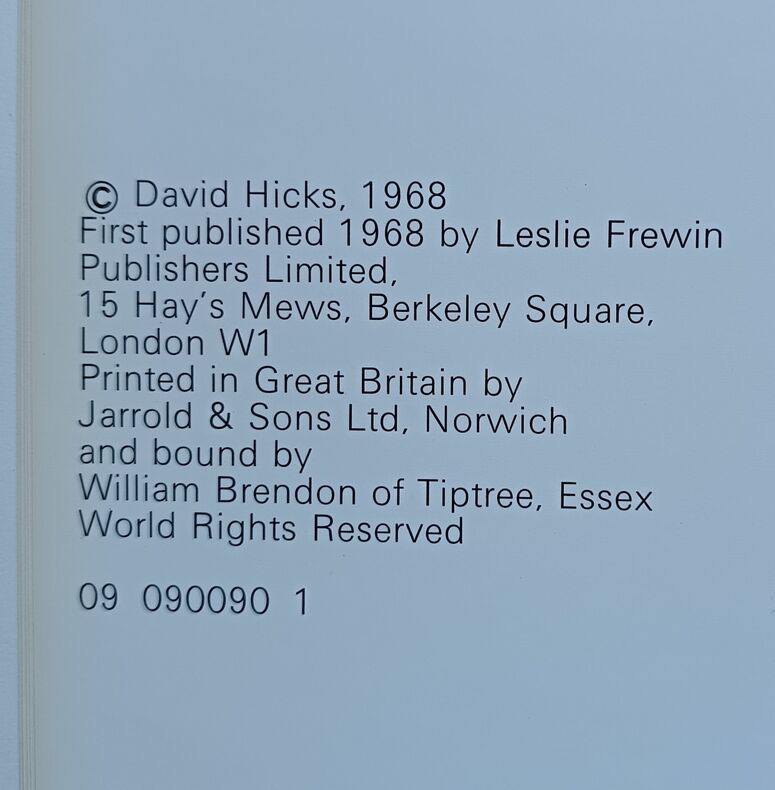 © David Hicks, 1968
First published 1968 by Leslie Frewin
Publishers Limited,
15 Hay's Mews, Berkeley Square,
London W1
Printed in Great Britain by
Jarrold & Sons Ltd, Norwich
and bound by
William Brendon of Tiptree, Essex
World Rights Reserved
09 090090 1